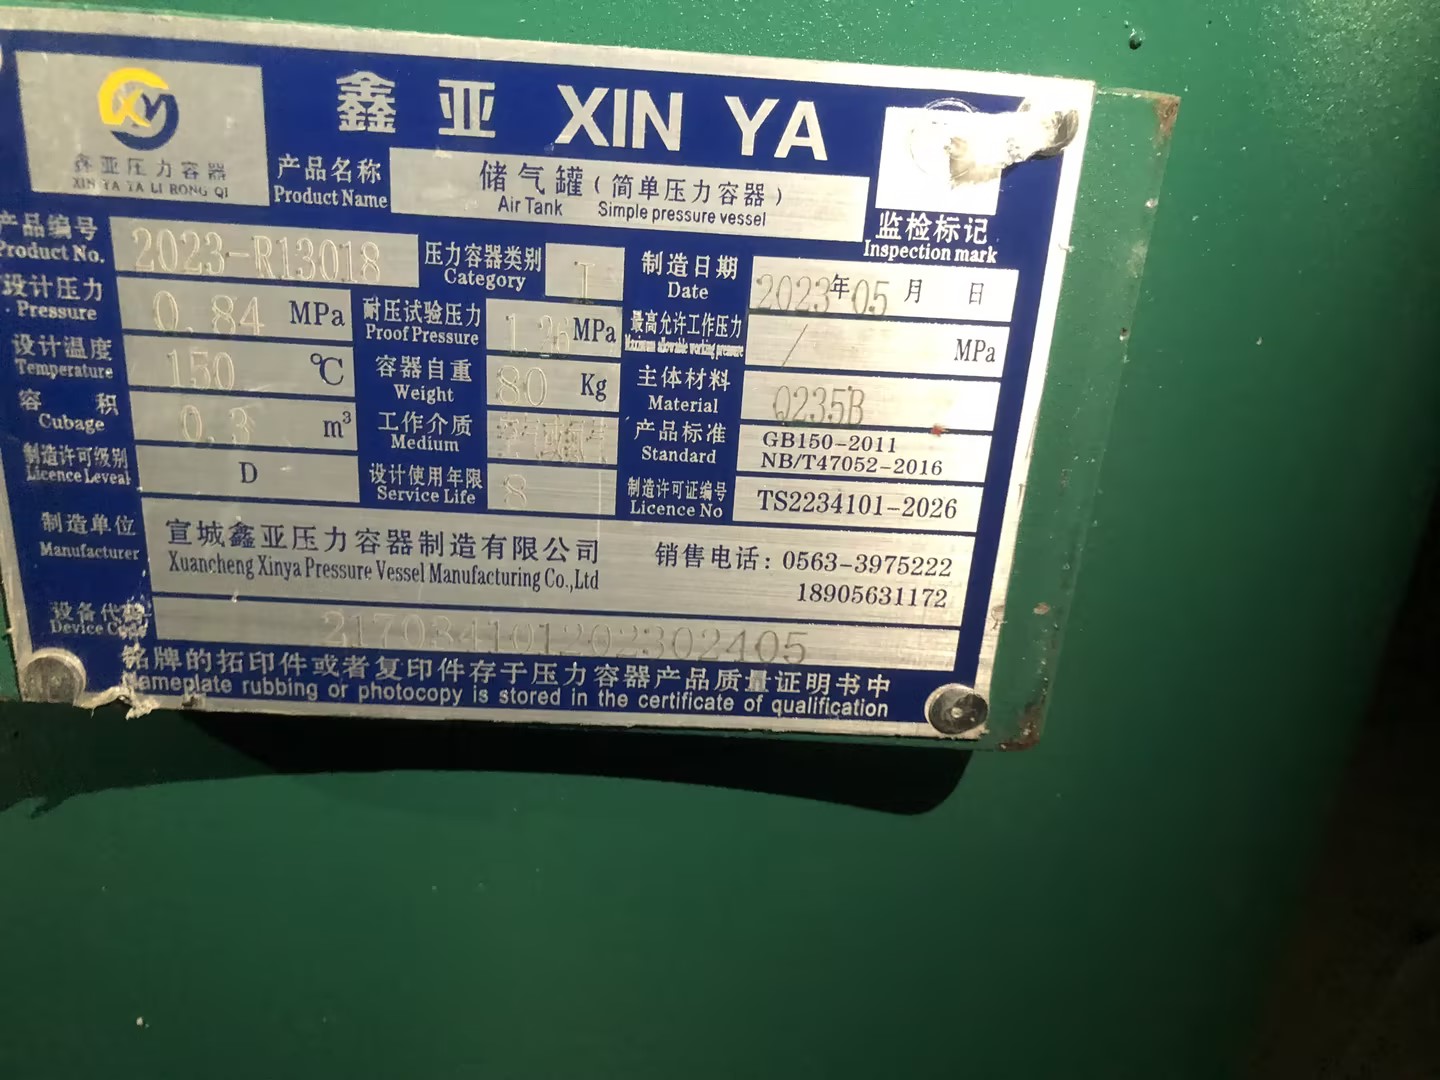 XY
鑫亚压力容器
XIN YA YA LI RONG QI
鑫 亚 XIN YA
产品名称 储气罐(简单压力容器)
Product Name Air Tank Simple pressure vessel
监检标记
Inspection mark
产品编号 2023-R13018 压力容器类别 I 制造日期 2023年05月 日
Product No. Category Date
设计压力 0.84 MPa 耐压试验压力 1.26 MPa 最高允许工作压力 / MPa
Pressure Proof Pressure Maximum allowable working pressure
设计温度 150 ℃ 容器自重 80 Kg 主体材料 Q235B
Temperature Weight Material
容 积 0.3 m³ 工作介质 产品标准 GB150-2011
Cubage Medium Standard NB/T47052-2016
制造许可级别 D 设计使用年限 8 制造许可证编号 TS2234101-2026
Licence Leveal Service Life Licence No
制造单位 宣城鑫亚压力容器制造有限公司 销售电话:0563-3975222
Manufacturer Xuancheng Xinya Pressure Vessel Manufacturing Co.,Ltd 18905631172
设备代码 217034101202302405
Device Code
铭牌的拓印件或者复印件存于压力容器产品质量证明书中
Nameplate rubbing or photocopy is stored in the certificate of qualification